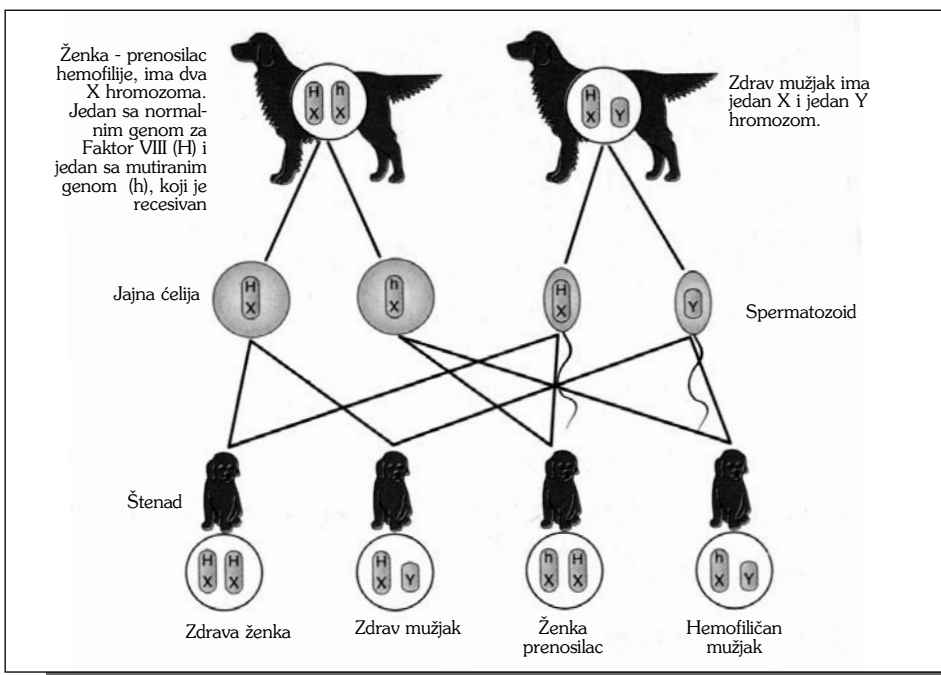 Ženka - prenosilac
hemofilije, ima dva
X hromozoma.
Jedan sa normal-
nim genom za
Faktor VIII (H) i
jedan sa mutiranim
genom (h), koji je
recesivan
H h
X X
H
X Y
Zdrav mužjak ima
jedan X i jedan Y
hromozom.
Jajna ćelija
H
X
h
X
H
X
Y
Spermatozoid
Štenad
H H
X X
H
X Y
h H
X X
h
X Y
Zdrava ženka
Zdrav mužjak
Ženka
prenosilac
Hemofiličan
mužjak